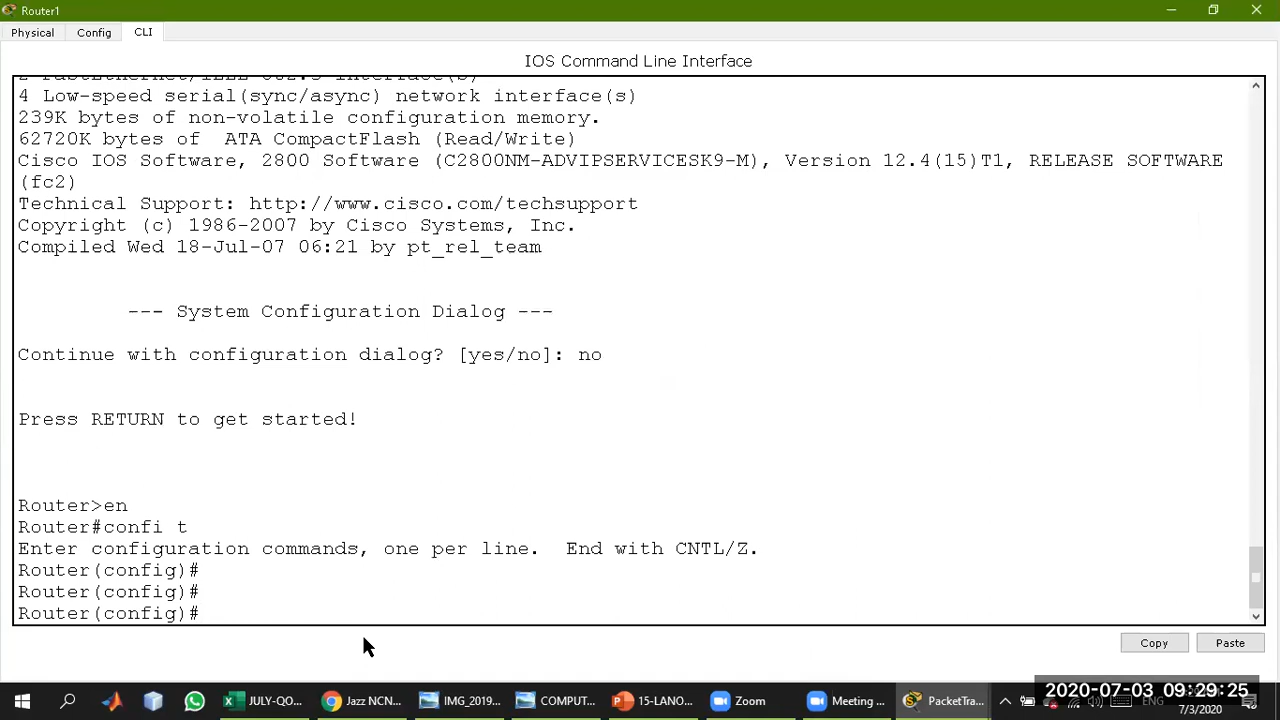 Router1
Physical Config CLI
IOS Command Line Interface
4 Low-speed serial(sync/async) network interface(s)
239K bytes of non-volatile configuration memory.
62720K bytes of  ATA CompactFlash (Read/Write)
Cisco IOS Software, 2800 Software (C2800NM-ADVIPSERVICESK9-M), Version 12.4(15)T1, RELEASE SOFTWARE
(fc2)
Technical Support: http://www.cisco.com/techsupport
Copyright (c) 1986-2007 by Cisco Systems, Inc.
Compiled Wed 18-Jul-07 06:21 by pt_rel_team
--- System Configuration Dialog ---
Continue with configuration dialog? [yes/no]: no
Press RETURN to get started!
Router>en
Router#confi t
Enter configuration commands, one per line.  End with CNTL/Z.
Router(config)#
Router(config)#
Router(config)#
Copy Paste
JULY-QO... Jazz NCN... IMG_2019... COMPUT... 15-LANO... Zoom Meeting ... PacketTra...
2020-07-03 09:29:25
7/3/2020